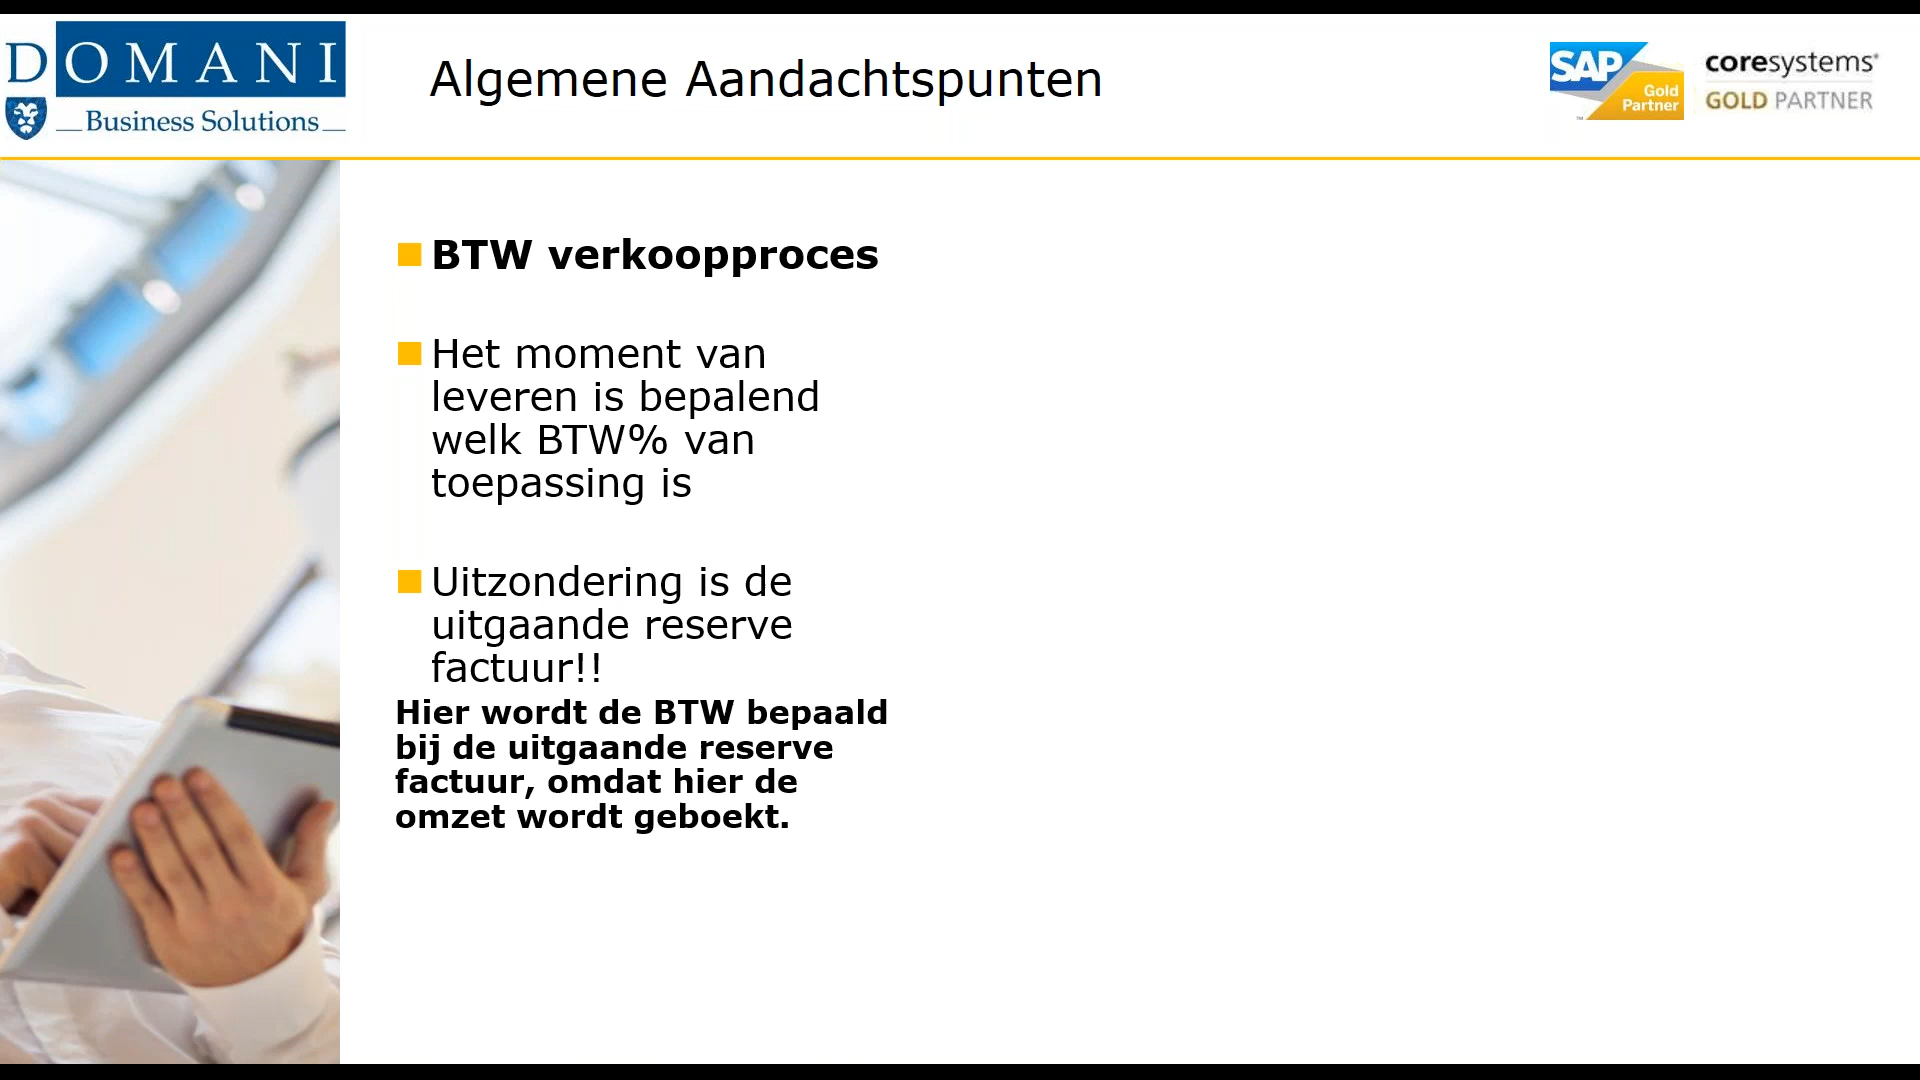 DOMANI
Business Solutions
Algemene Aandachtspunten
SAP
Gold
Partner
™
coresystems®
GOLD PARTNER
BTW verkoopproces
Het moment van
leveren is bepalend
welk BTW% van
toepassing is
Uitzondering is de
uitgaande reserve
factuur!!
Hier wordt de BTW bepaald
bij de uitgaande reserve
factuur, omdat hier de
omzet wordt geboekt.